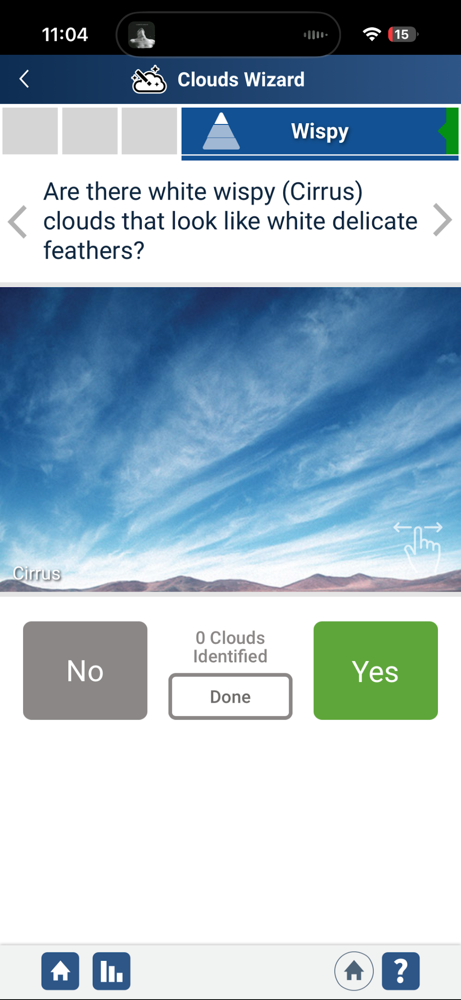 11:04
15
Clouds Wizard
Wispy
Are there white wispy (Cirrus)
clouds that look like white delicate
feathers?
Cirrus
No
0 Clouds
Identified
Done
Yes